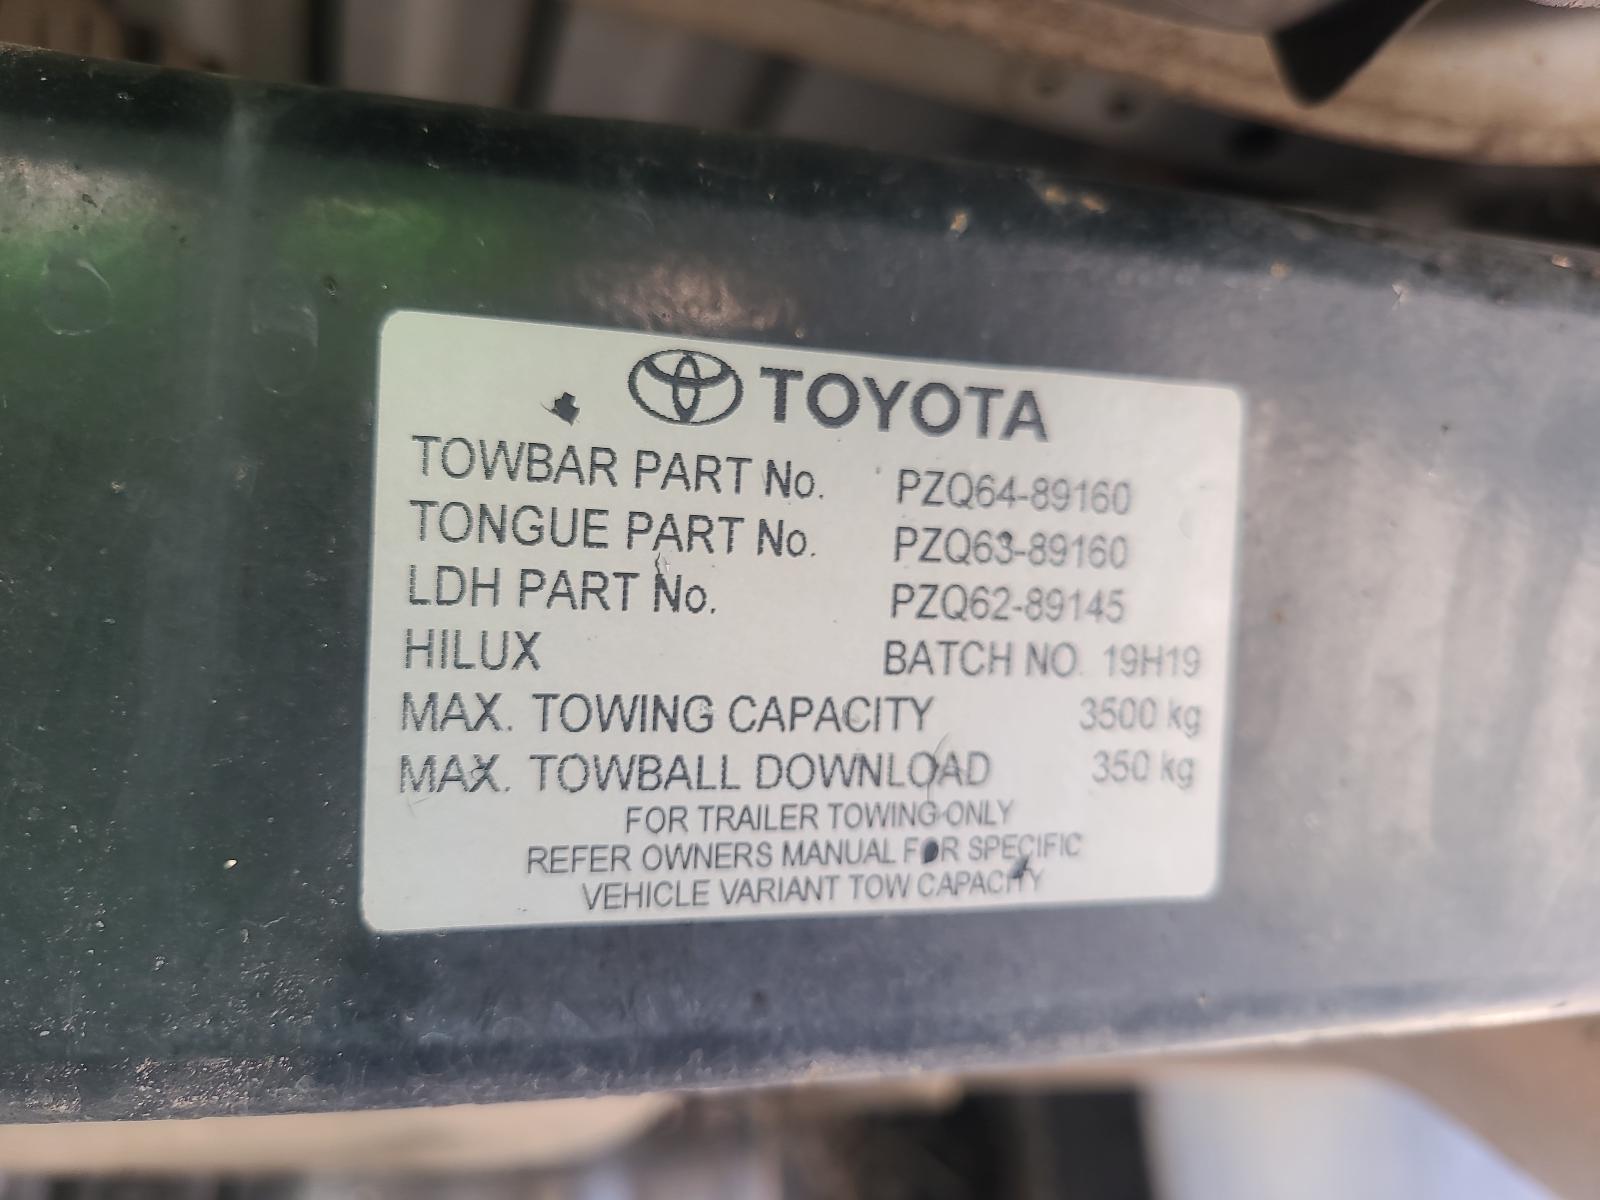 TOYOTA
TOWBAR PART No. PZQ64-89160
TONGUE PART No. PZQ63-89160
LDH PART No. PZQ62-89145
HILUX BATCH NO. 19H19
MAX. TOWING CAPACITY 3500 kg
MAX. TOWBALL DOWNLOAD 350 kg
FOR TRAILER TOWING ONLY
REFER OWNERS MANUAL FOR SPECIFIC
VEHICLE VARIANT TOW CAPACITY